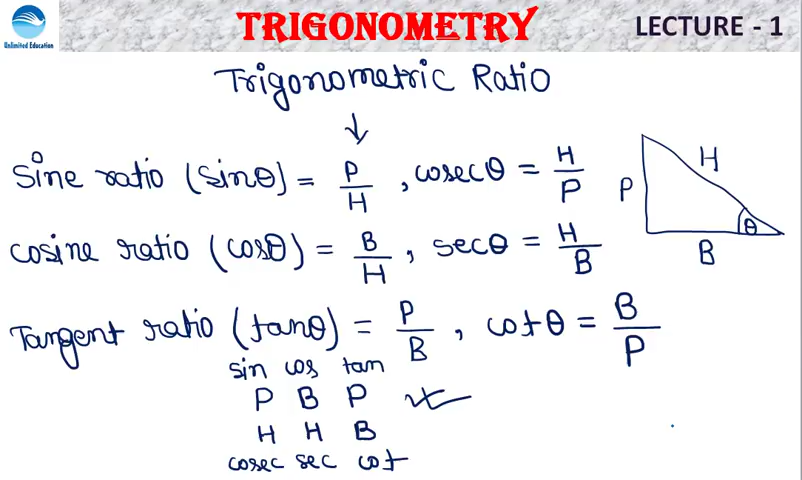 Unlimited Education
TRIGONOMETRY
LECTURE - 1
Trigonometric Ratio
↓
Sine ratio (sinθ) = P/H , cosecθ = H/P
cosine ratio (cosθ) = B/H , secθ = H/B
Tangent ratio (tanθ) = P/B , cotθ = B/P
P H θ B
sin cos tan
P B P
H H B
cosec sec cot